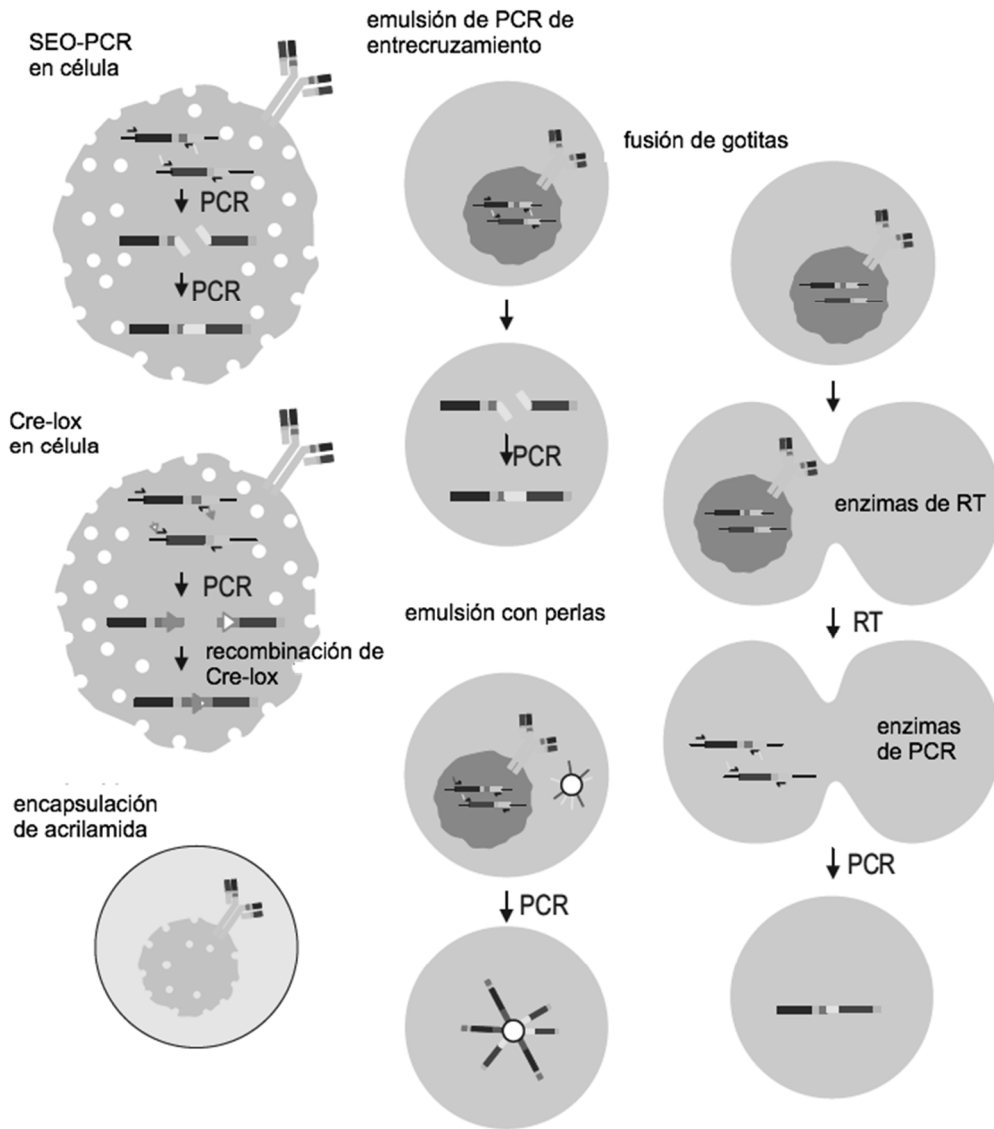 SEO-PCR
en célula
PCR
PCR
Cre-lox
en célula
PCR
recombinación de
Cre-lox
encapsulación
de acrilamida
emulsión de PCR de
entrecruzamiento
PCR
emulsión con perlas
PCR
fusión de gotitas
enzimas de RT
RT
enzimas
de PCR
PCR